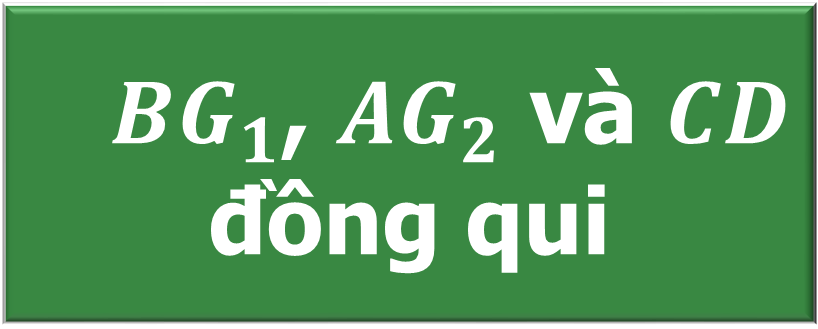 BG₁, AG₂ và CD
đồng qui